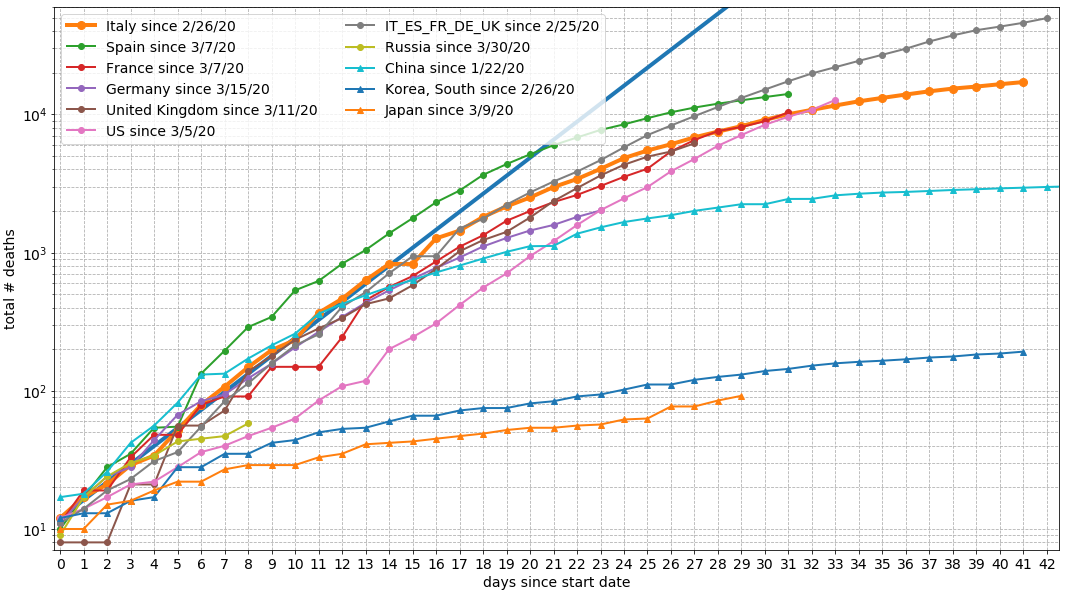 Italy since 2/26/20
Spain since 3/7/20
France since 3/7/20
Germany since 3/15/20
United Kingdom since 3/11/20
US since 3/5/20
IT_ES_FR_DE_UK since 2/25/20
Russia since 3/30/20
China since 1/22/20
Korea, South since 2/26/20
Japan since 3/9/20
total # deaths
10⁴
10³
10²
10¹
0 1 2 3 4 5 6 7 8 9 10 11 12 13 14 15 16 17 18 19 20 21 22 23 24 25 26 27 28 29 30 31 32 33 34 35 36 37 38 39 40 41 42
days since start date